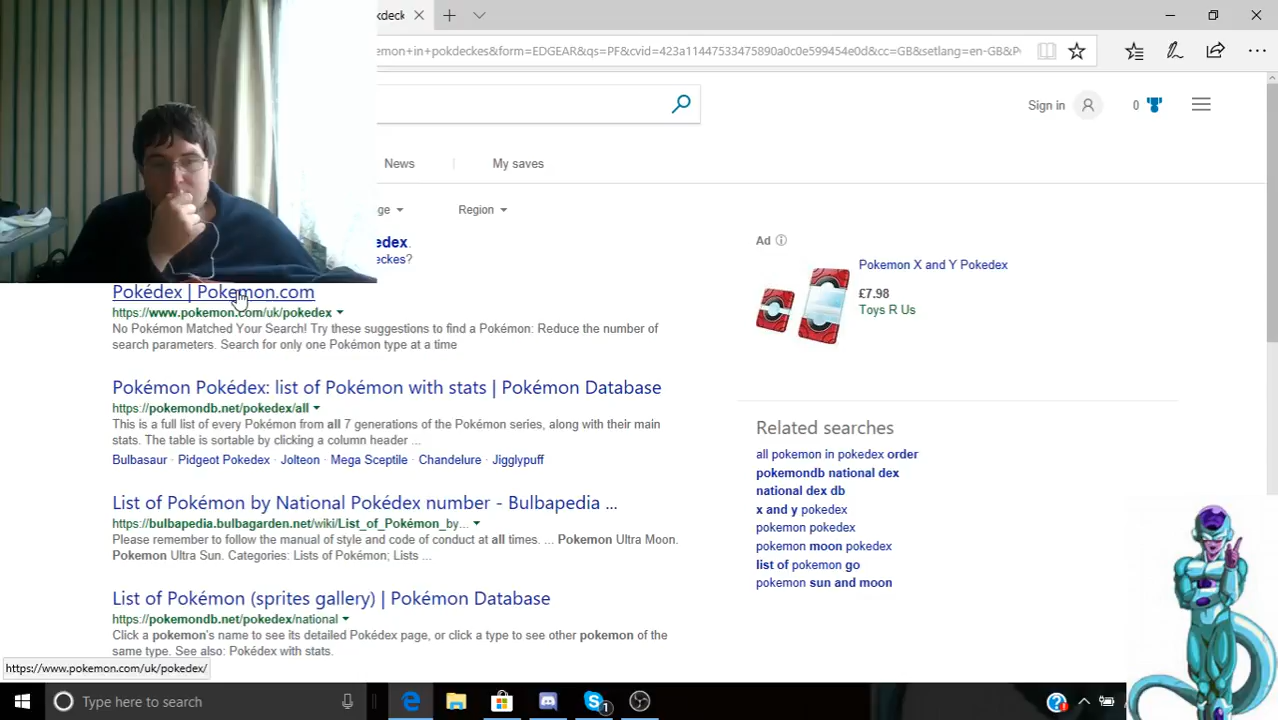 kdeck
emon+in+pokdeckes&form=EDGEAR&qs=PF&cvid=423a11447533475890a0c0e599454e0d&cc=GB&setlang=en-GB&P
Sign in
0
News
My saves
ge
Region
kedex.
eckes?
Pokédex | Pokemon.com
https://www.pokemon.com/uk/pokedex
No Pokémon Matched Your Search! Try these suggestions to find a Pokémon: Reduce the number of
search parameters. Search for only one Pokémon type at a time
Pokémon Pokédex: list of Pokémon with stats | Pokémon Database
https://pokemondb.net/pokedex/all
This is a full list of every Pokémon from all 7 generations of the Pokémon series, along with their main
stats. The table is sortable by clicking a column header ...
Bulbasaur · Pidgeot Pokedex · Jolteon · Mega Sceptile · Chandelure · Jigglypuff
List of Pokémon by National Pokédex number - Bulbapedia ...
https://bulbapedia.bulbagarden.net/wiki/List_of_Pokémon_by...
Please remember to follow the manual of style and code of conduct at all times. ... Pokemon Ultra Moon.
Pokemon Ultra Sun. Categories: Lists of Pokémon; Lists ...
List of Pokémon (sprites gallery) | Pokémon Database
https://pokemondb.net/pokedex/national
Click a pokemon's name to see its detailed Pokédex page, or click a type to see other pokemon of the
same type. See also: Pokédex with stats.
Ad
Pokemon X and Y Pokedex
£7.98
Toys R Us
Related searches
all pokemon in pokedex order
pokemondb national dex
national dex db
x and y pokedex
pokemon pokedex
pokemon moon pokedex
list of pokemon go
pokemon sun and moon
https://www.pokemon.com/uk/pokedex/
Type here to search
1